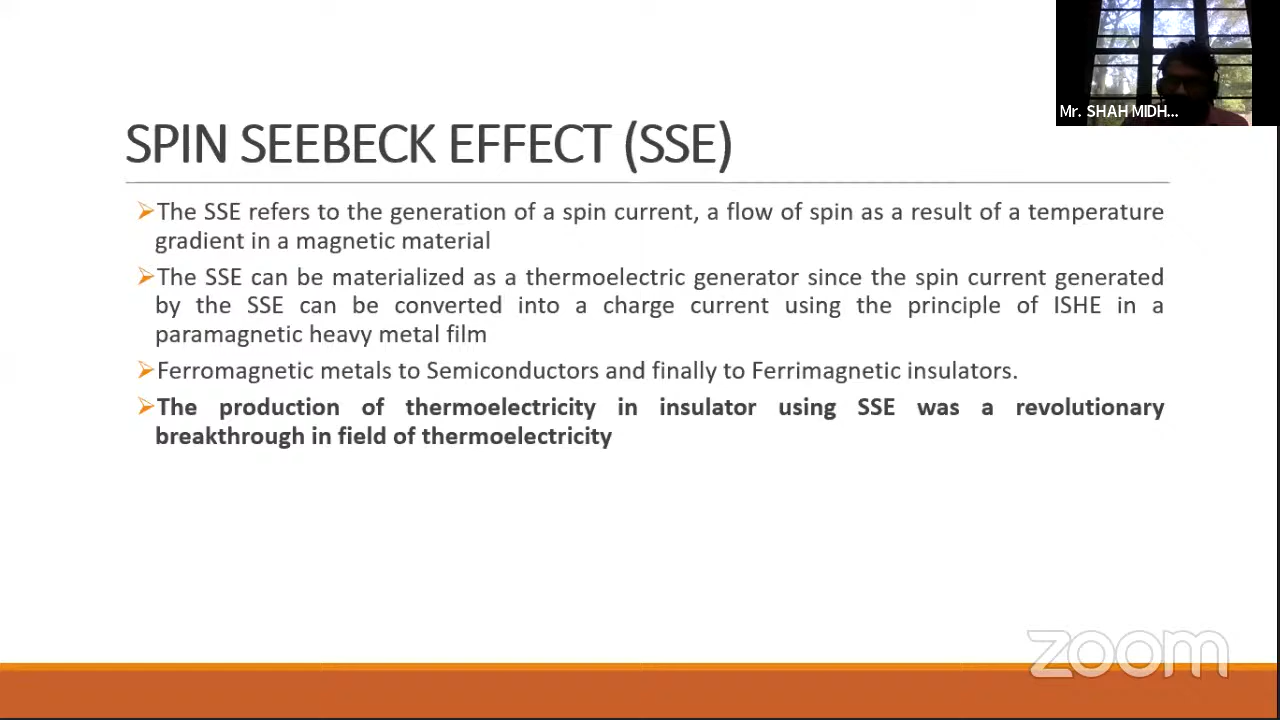 Mr. SHAH MIDH...
SPIN SEEBECK EFFECT (SSE)
➢The SSE refers to the generation of a spin current, a flow of spin as a result of a temperature
gradient in a magnetic material
➢The SSE can be materialized as a thermoelectric generator since the spin current generated
by the SSE can be converted into a charge current using the principle of ISHE in a
paramagnetic heavy metal film
➢Ferromagnetic metals to Semiconductors and finally to Ferrimagnetic insulators.
➢The production of thermoelectricity in insulator using SSE was a revolutionary
breakthrough in field of thermoelectricity
zoom